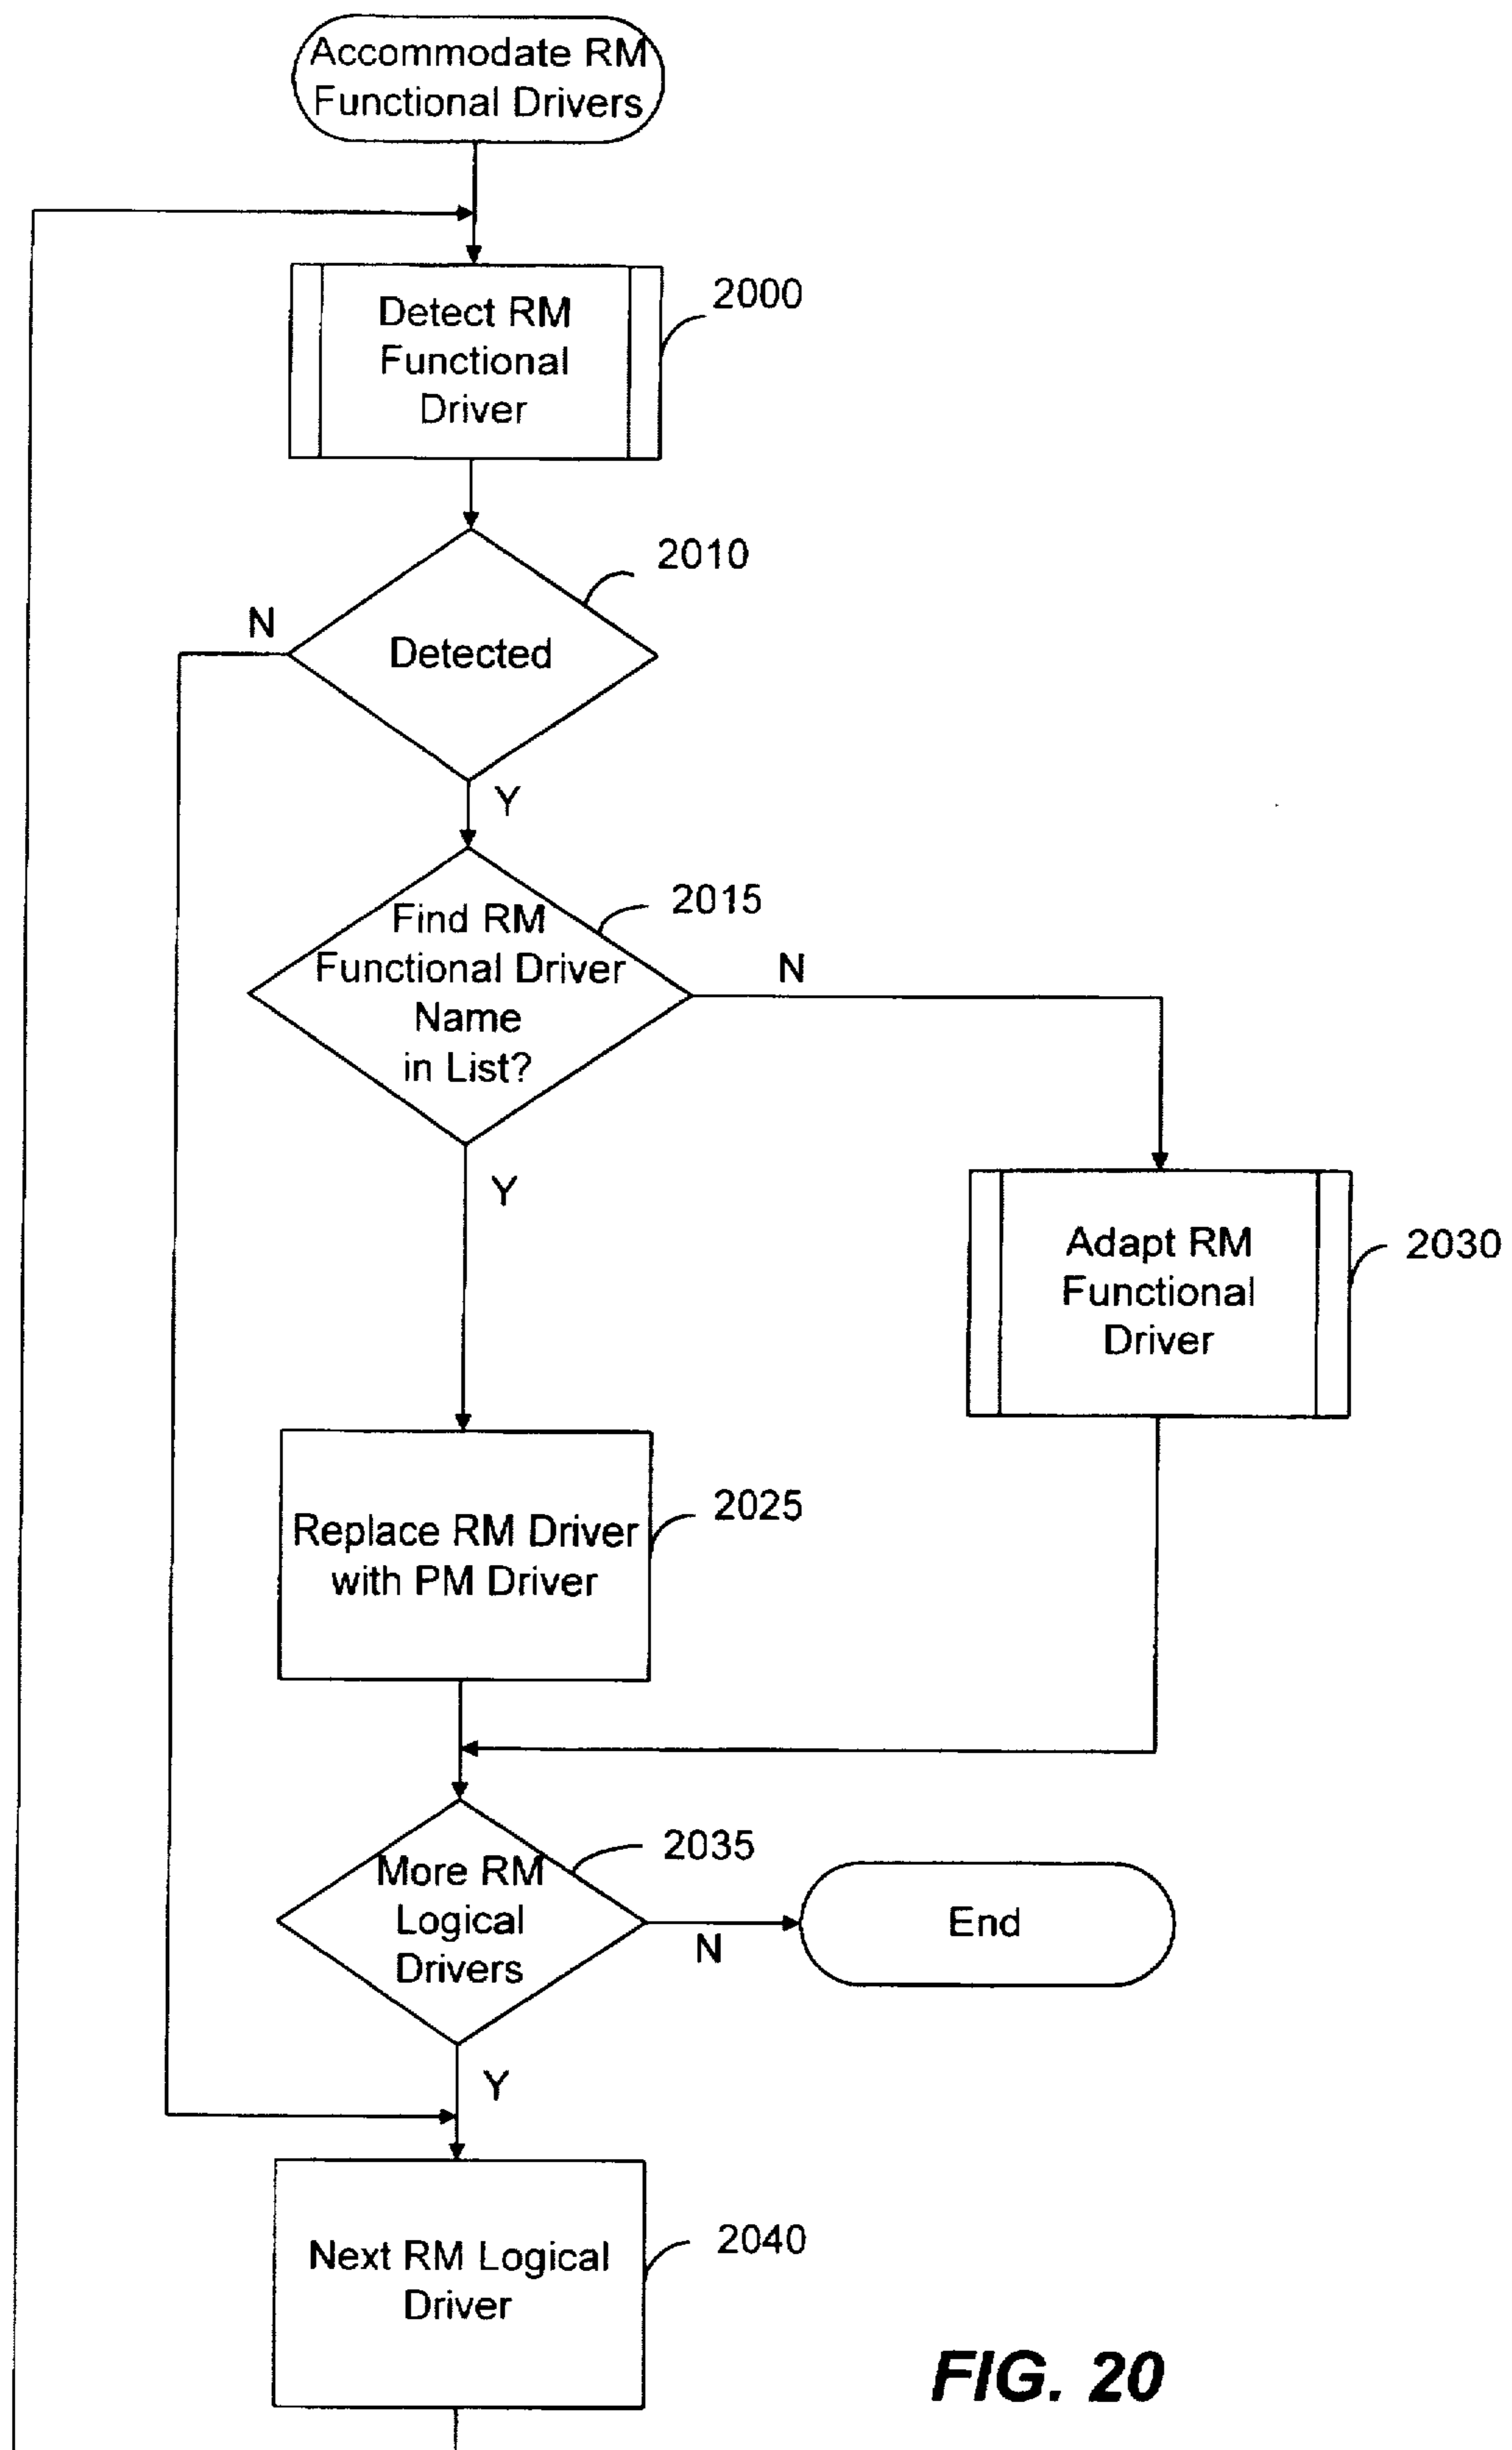 Accommodate RM
Functional Drivers
Detect RM
Functional
Driver
2000
Detected
2010
N
Y
Find RM
Functional Driver
Name
in List?
2015
N
Y
Adapt RM
Functional
Driver
2030
Replace RM Driver
with PM Driver
2025
More RM
Logical
Drivers
2035
N
End
Y
Next RM Logical
Driver
2040
FIG. 20